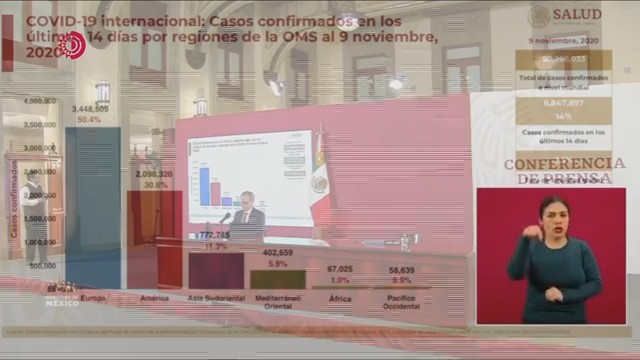 COVID-19 internacional: Casos confirmados en los
últimos 14 días por regiones de la OMS al 9 noviembre,
2020
SALUD
9 noviembre, 2020
Total de casos confirmados
a nivel mundial
6,847,897
14%
Casos confirmados en los
últimos 14 días
CONFERENCIA
DE PRENSA
Casos confirmados
4,000,000
3,500,000
3,000,000
2,500,000
2,000,000
1,500,000
1,000,000
500,000
3,448,505
50.4%
2,098,320
30.6%
772,745
11.3%
402,659
5.9%
67,025
1.0%
58,639
0.9%
Europa
América
Asia Sudoriental
Mediterráneo
Oriental
África
Pacífico
Occidental
MÉXICO